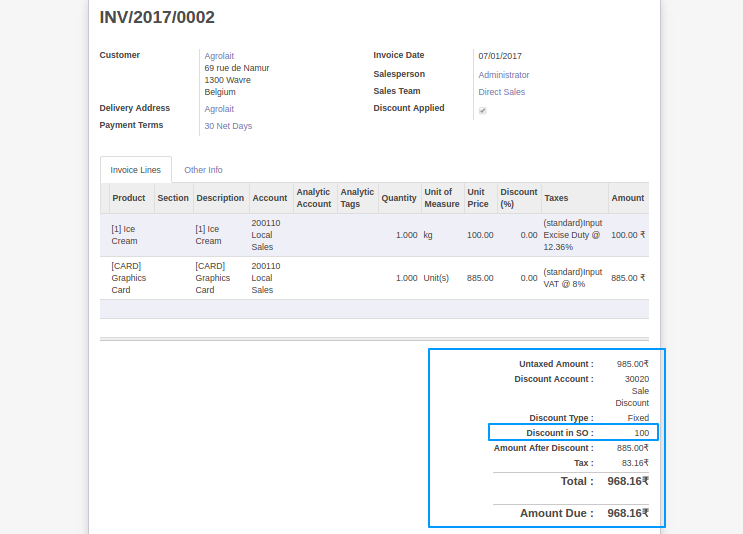 INV/2017/0002
Customer
Agrolait
69 rue de Namur
1300 Wavre
Belgium
Delivery Address
Agrolait
Payment Terms
30 Net Days
Invoice Date
07/01/2017
Salesperson
Administrator
Sales Team
Direct Sales
Discount Applied
Invoice Lines
Other Info
Product Section Description Account Analytic Account Analytic Tags Quantity Unit of Measure Unit Price Discount (%) Taxes Amount
[1] Ice Cream [1] Ice Cream 200110 Local Sales 1.000 kg 100.00 0.00 (standard)Input Excise Duty @ 12.36% 100.00 ₹
[CARD] Graphics Card [CARD] Graphics Card 200110 Local Sales 1.000 Unit(s) 885.00 0.00 (standard)Input VAT @ 8% 885.00 ₹
Untaxed Amount : 985.00₹
Discount Account : 30020
Sale
Discount
Discount Type : Fixed
Discount in SO : 100
Amount After Discount : 885.00₹
Tax : 83.16₹
Total : 968.16₹
Amount Due : 968.16₹